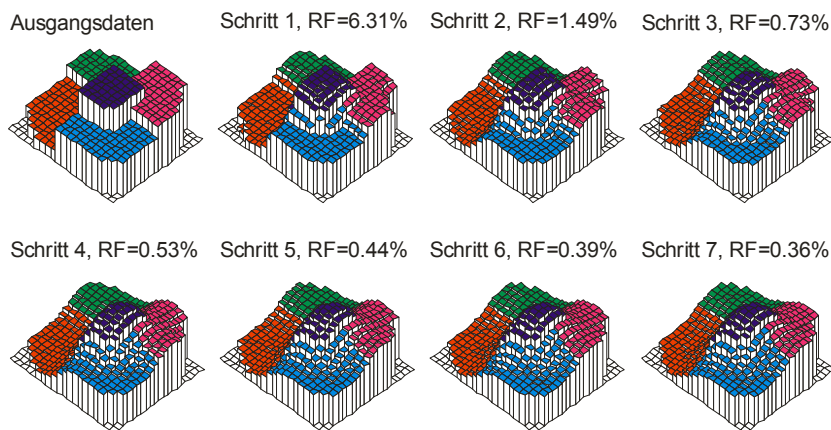 Ausgangsdaten
Schritt 1, RF=6.31%
Schritt 2, RF=1.49%
Schritt 3, RF=0.73%
Schritt 4, RF=0.53%
Schritt 5, RF=0.44%
Schritt 6, RF=0.39%
Schritt 7, RF=0.36%